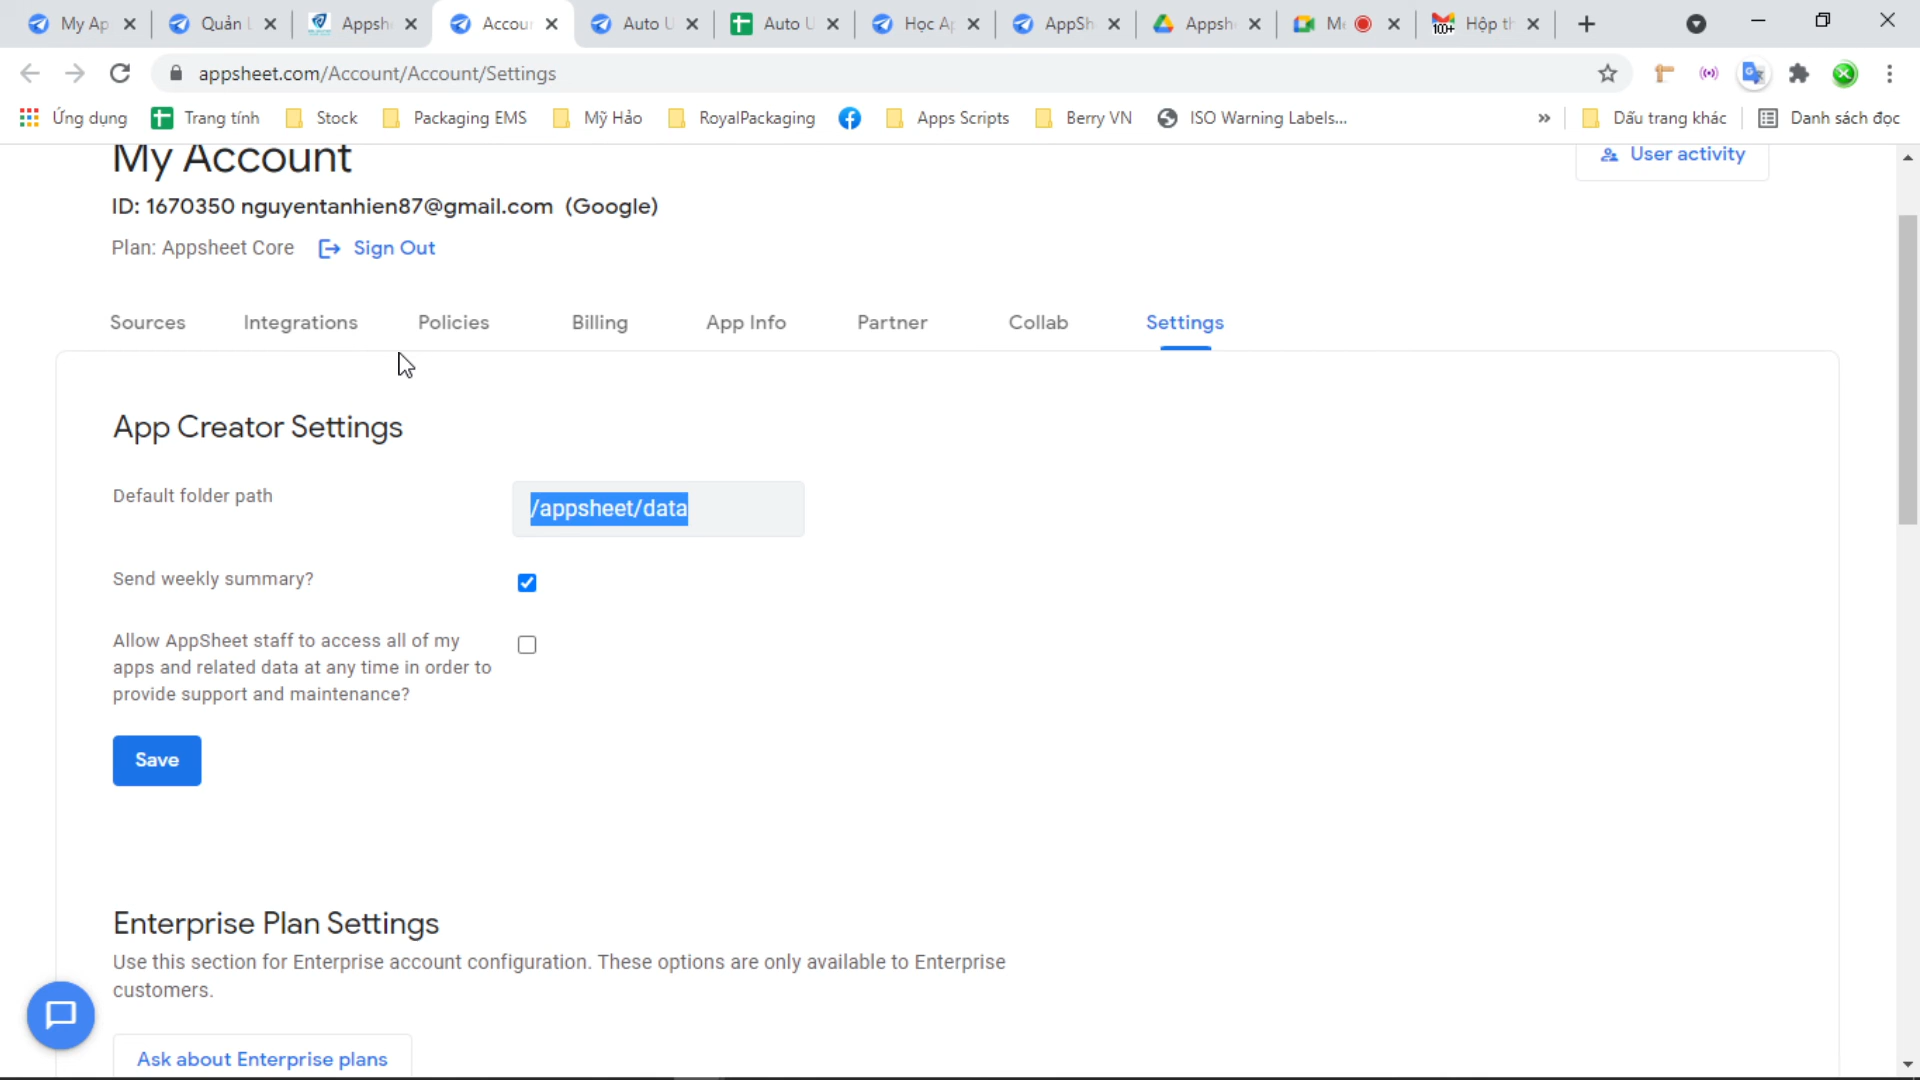 My Ap
Quản L
Appsh
Accour
Auto U
Auto U
Học A
AppSh
Appsh
M
100+
Hộp th
appsheet.com/Account/Account/Settings
Ứng dụng
Trang tính
Stock
Packaging EMS
Mỹ Hảo
RoyalPackaging
Apps Scripts
Berry VN
ISO Warning Labels...
»
Dấu trang khác
Danh sách đọc
My Account
User activity
ID: 1670350 nguyentanhien87@gmail.com (Google)
Plan: Appsheet Core
Sign Out
Sources
Integrations
Policies
Billing
App Info
Partner
Collab
Settings
App Creator Settings
Default folder path
/appsheet/data
Send weekly summary?
Allow AppSheet staff to access all of my
apps and related data at any time in order to
provide support and maintenance?
Save
Enterprise Plan Settings
Use this section for Enterprise account configuration. These options are only available to Enterprise
customers.
Ask about Enterprise plans